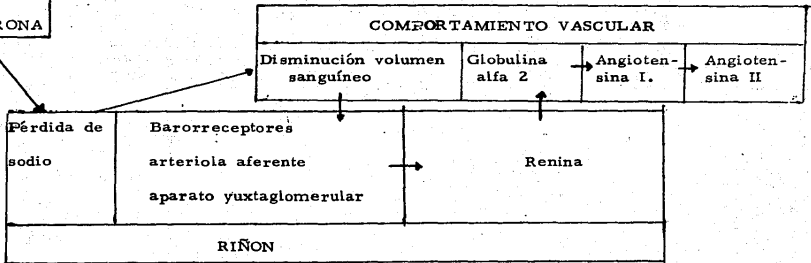 RONA
COMPORTAMIENTO VASCULAR
Disminución volumen
sanguíneo
Globulina
alfa 2
Angioten-
sina I.
Angioten-
sina II
Pérdida de
sodio
Barorreceptores
arteriola aferente
aparato yuxtaglomerular
Renina
RIÑON